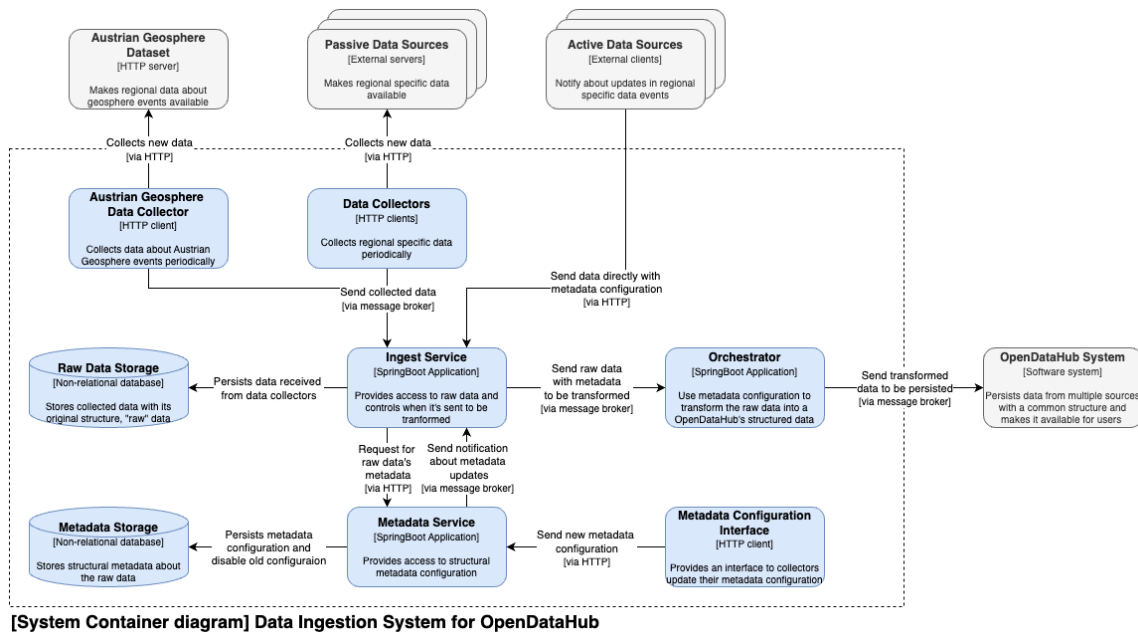 Austrian Geosphere
Dataset
[HTTP server]
Makes regional data about
geosphere events available
Passive Data Sources
[External servers]
Makes regional specific data
available
Active Data Sources
[External clients]
Notify about updates in regional
specific data events
Collects new data
[via HTTP]
Collects new data
[via HTTP]
Austrian Geosphere
Data Collector
[HTTP client]
Collects data about Austrian
Geosphere events periodically
Data Collectors
[HTTP clients]
Collects regional specific data
periodically
Send collected data
[via message broker]
Send data directly with
metadata configuration
[via HTTP]
Raw Data Storage
[Non-relational database]
Stores collected data with its
original structure, "raw" data
Persists data received
from data collectors
Ingest Service
[SpringBoot Application]
Provides access to raw data and
controls when it's sent to be
tranformed
Send raw data
with metadata
to be transformed
[via message broker]
Orchestrator
[SpringBoot Application]
Use metadata configuration to
transform the raw data into a
OpenDataHub's structured data
Send transformed
data to be persisted
[via message broker]
OpenDataHub System
[Software system]
Persists data from multiple sources
with a common structure and
makes it available for users
Request for
raw data's
metadata
[via HTTP]
Send notification
about metadata
updates
[via message broker]
Metadata Storage
[Non-relational database]
Stores structural metadata about
the raw data
Persists metadata
configuration and
disable old configuraion
Metadata Service
[SpringBoot Application]
Provides access to structural
metadata configuration
Send new metadata
configuration
[via HTTP]
Metadata Configuration
Interface
[HTTP client]
Provides an interface to collectors
update their metadata configuration
[System Container diagram] Data Ingestion System for OpenDataHub